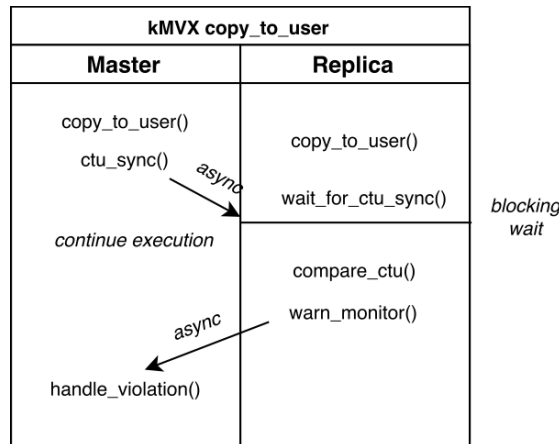 kMVX copy_to_user
Master
Replica
copy_to_user()
copy_to_user()
ctu_sync()
async
wait_for_ctu_sync()
blocking
wait
continue execution
compare_ctu()
warn_monitor()
async
handle_violation()